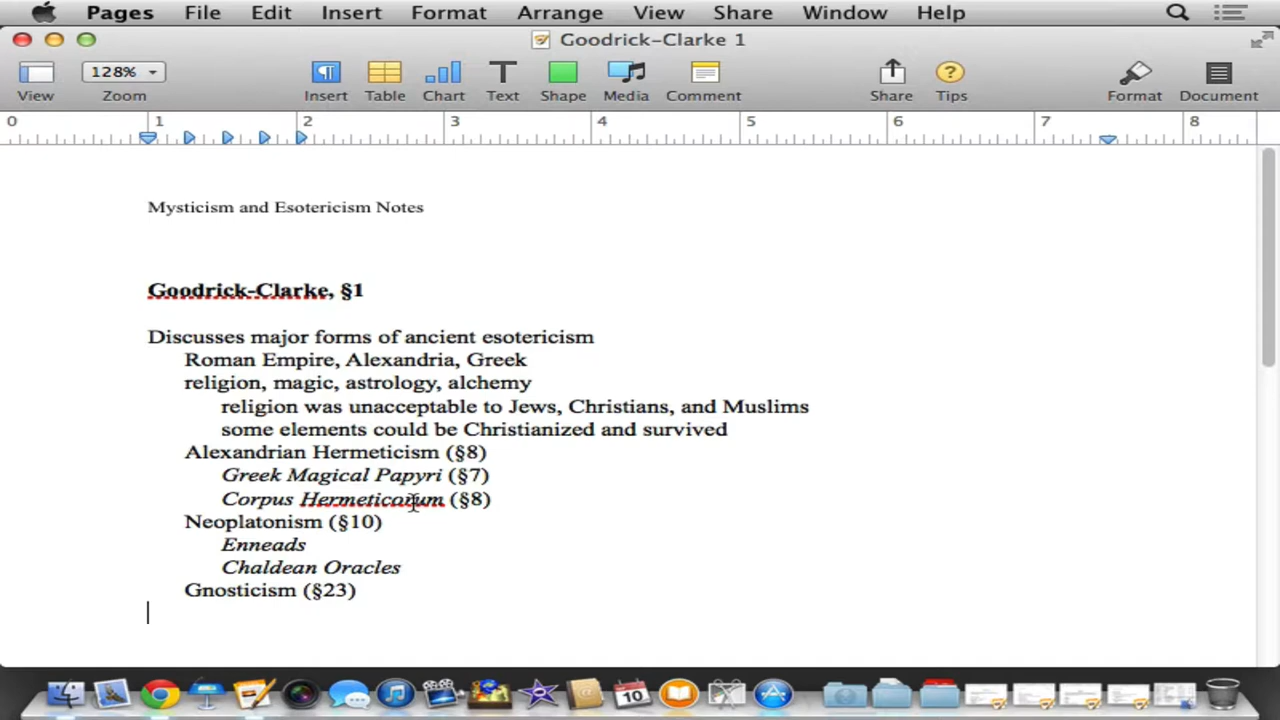 Pages File Edit Insert Format Arrange View Share Window Help
Goodrick-Clarke 1
128%
View Zoom Insert Table Chart Text Shape Media Comment Share Tips Format Document
0 1 2 3 4 5 6 7 8
Mysticism and Esotericism Notes
Goodrick-Clarke, §1
Discusses major forms of ancient esotericism
Roman Empire, Alexandria, Greek
religion, magic, astrology, alchemy
religion was unacceptable to Jews, Christians, and Muslims
some elements could be Christianized and survived
Alexandrian Hermeticism (§8)
Greek Magical Papyri (§7)
Corpus Hermeticorum (§8)
Neoplatonism (§10)
Enneads
Chaldean Oracles
Gnosticism (§23)
10